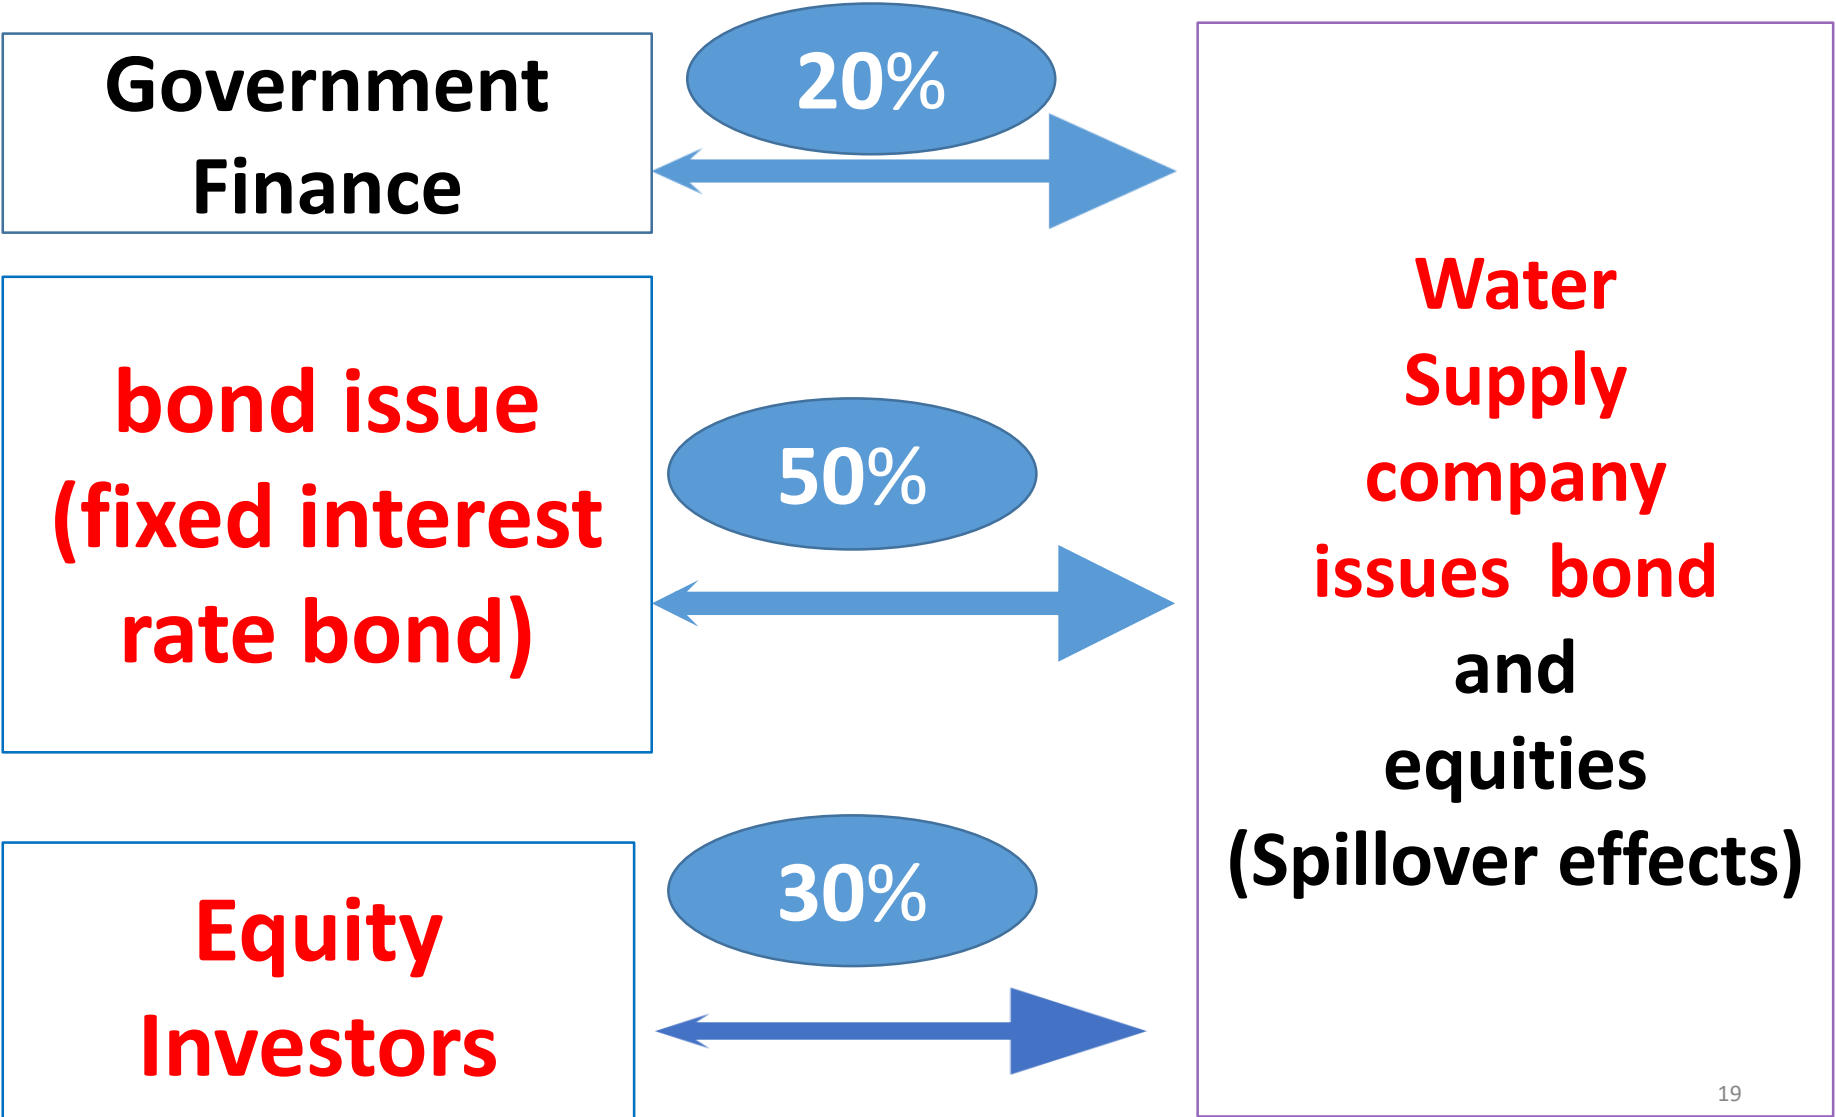 Government
Finance
20%
bond issue
(fixed interest
rate bond)
50%
Equity
Investors
30%
Water
Supply
company
issues  bond
and
equities
(Spillover effects)
19